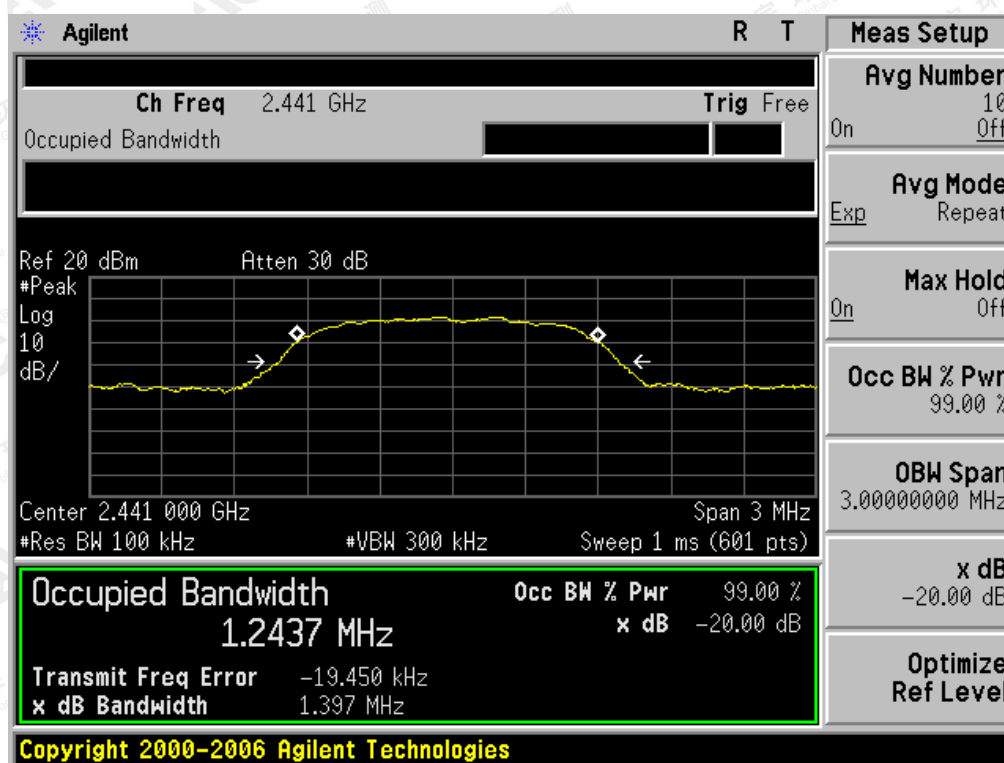 Agilent R T
Ch Freq 2.441 GHz Trig Free
Occupied Bandwidth
Ref 20 dBm Atten 30 dB
#Peak
Log
10
dB/
Center 2.441 000 GHz Span 3 MHz
#Res BW 100 kHz #VBW 300 kHz Sweep 1 ms (601 pts)
Occupied Bandwidth Occ BW % Pwr 99.00 %
1.2437 MHz x dB -20.00 dB
Transmit Freq Error -19.450 kHz
x dB Bandwidth 1.397 MHz
Copyright 2000-2006 Agilent Technologies
Meas Setup
Avg Number
10
On Off
Avg Mode
Exp Repeat
Max Hold
On Off
Occ BW % Pwr
99.00 %
OBW Span
3.00000000 MHz
x dB
-20.00 dB
Optimize
Ref Level